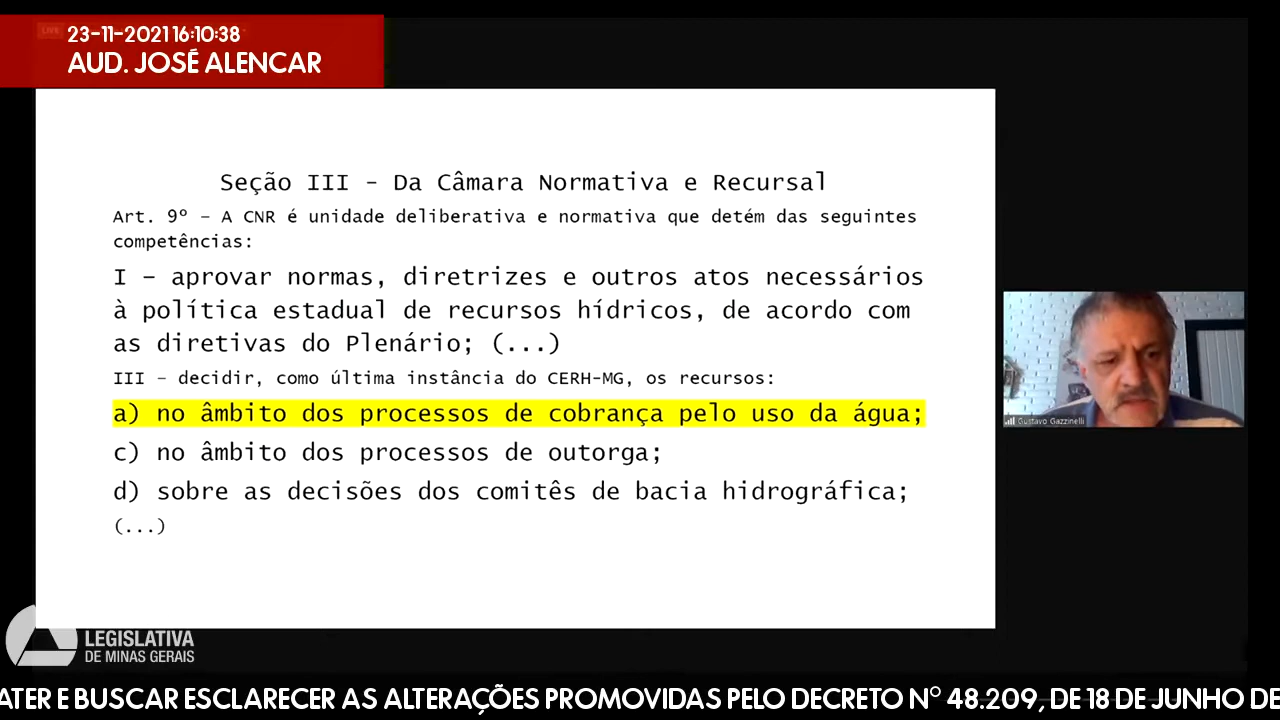 LIVE
23-11-2021 16:10:38
AUD. JOSÉ ALENCAR
Seção III - Da Câmara Normativa e Recursal
Art. 9º – A CNR é unidade deliberativa e normativa que detém das seguintes
competências:
I – aprovar normas, diretrizes e outros atos necessários
à política estadual de recursos hídricos, de acordo com
as diretivas do Plenário; (...)
III – decidir, como última instância do CERH-MG, os recursos:
a) no âmbito dos processos de cobrança pelo uso da água;
c) no âmbito dos processos de outorga;
d) sobre as decisões dos comitês de bacia hidrográfica;
(...)
Gustavo Gazzinelli
LEGISLATIVA
DE MINAS GERAIS
ATER E BUSCAR ESCLARECER AS ALTERAÇÕES PROMOVIDAS PELO DECRETO Nº 48.209, DE 18 DE JUNHO DE